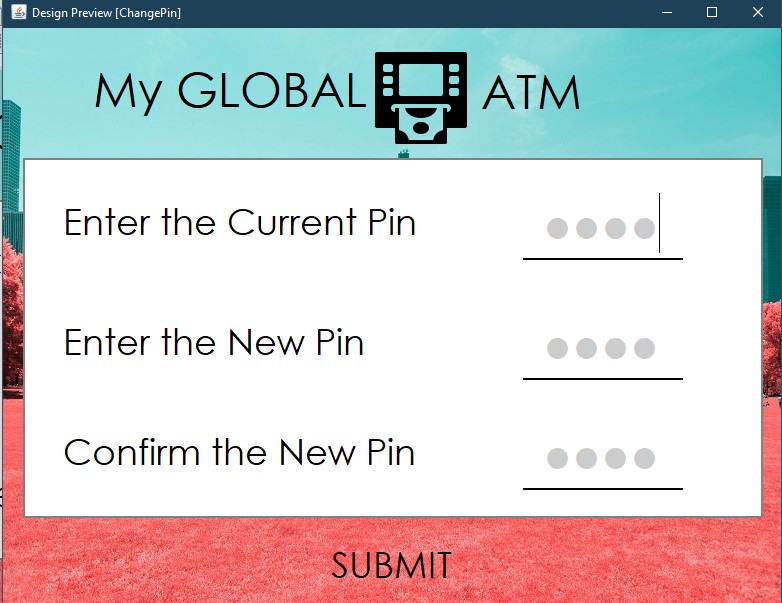 Design Preview [ChangePin]
My GLOBAL ATM
Enter the Current Pin ●●●●
Enter the New Pin ●●●●
Confirm the New Pin ●●●●
SUBMIT